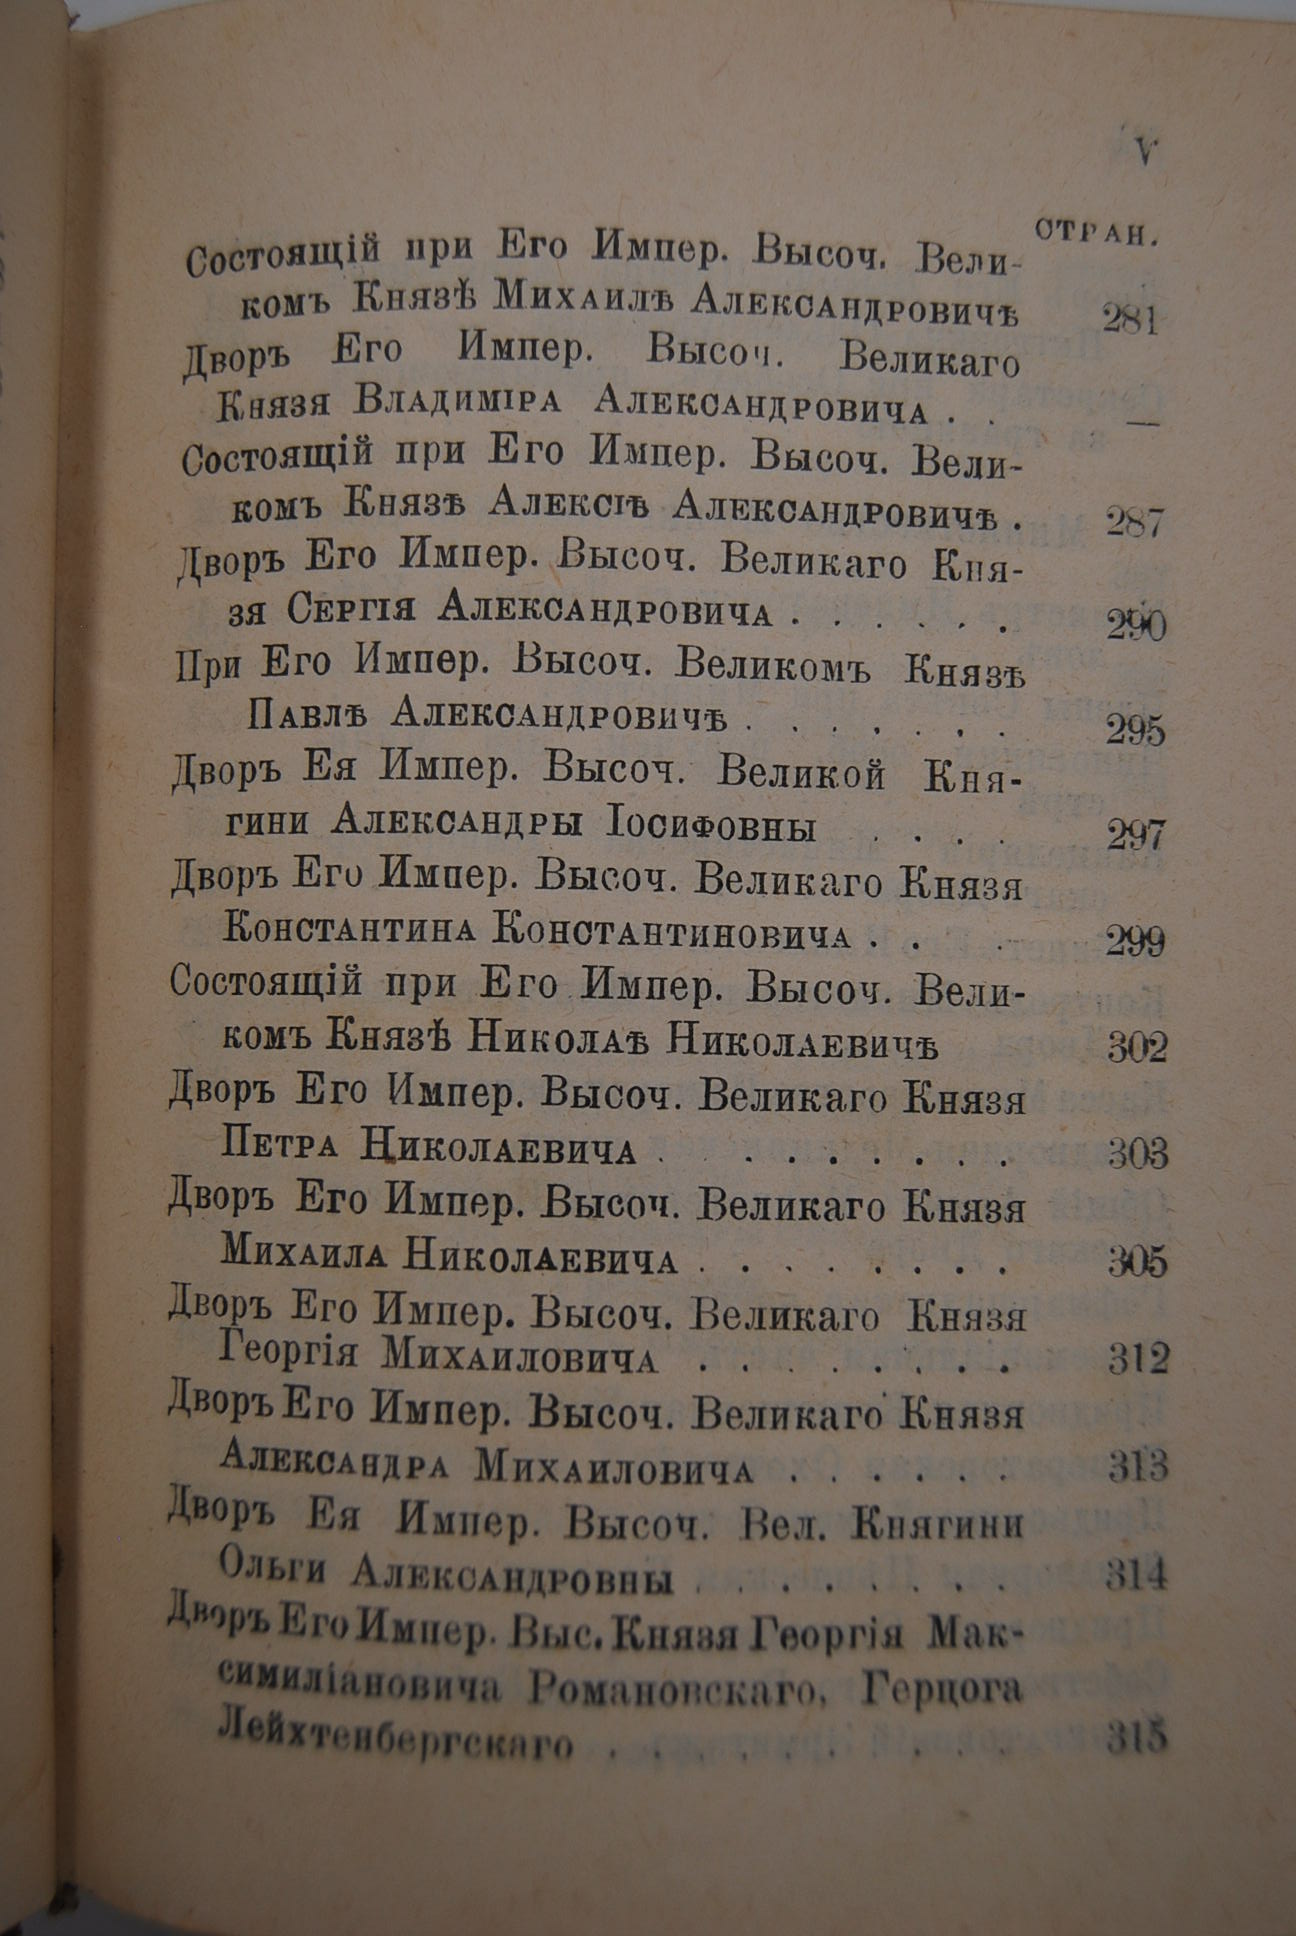 V
СТРАН.
Состоящій при Его Импер. Высоч. Вели-
комъ Князѣ Михаилѣ Александровичѣ 281
Дворъ Его Импер. Высоч. Великаго
Князя Владиміра Александровича . . —
Состоящій при Его Импер. Высоч. Вели-
комъ Князѣ Алексіѣ Александровичѣ . 287
Дворъ Его Импер. Высоч. Великаго Кня-
зя Сергія Александровича . . . . . . 290
При Его Импер. Высоч. Великомъ Князѣ
Павлѣ Александровичѣ . . . . . . . 295
Дворъ Ея Импер. Высоч. Великой Кня-
гини Александры Іосифовны . . . . 297
Дворъ Его Импер. Высоч. Великаго Князя
Константина Константиновича . . . 299
Состоящій при Его Импер. Высоч. Вели-
комъ Князѣ Николаѣ Николаевичѣ 302
Дворъ Его Импер. Высоч. Великаго Князя
Петра Николаевича . . . . . . . . 303
Дворъ Его Импер. Высоч. Великаго Князя
Михаила Николаевича . . . . . . . . 305
Дворъ Его Импер. Высоч. Великаго Князя
Георгія Михаиловича . . . . . . . . 312
Дворъ Его Импер. Высоч. Великаго Князя
Александра Михаиловича . . . . . . 313
Дворъ Ея Импер. Высоч. Вел. Княгини
Ольги Александровны . . . . . . . . 314
Дворъ Его Импер. Выс. Князя Георгія Мак-
симиліановича Романовскаго, Герцога
Лейхтенбергскаго . . . . . . . . . . 315